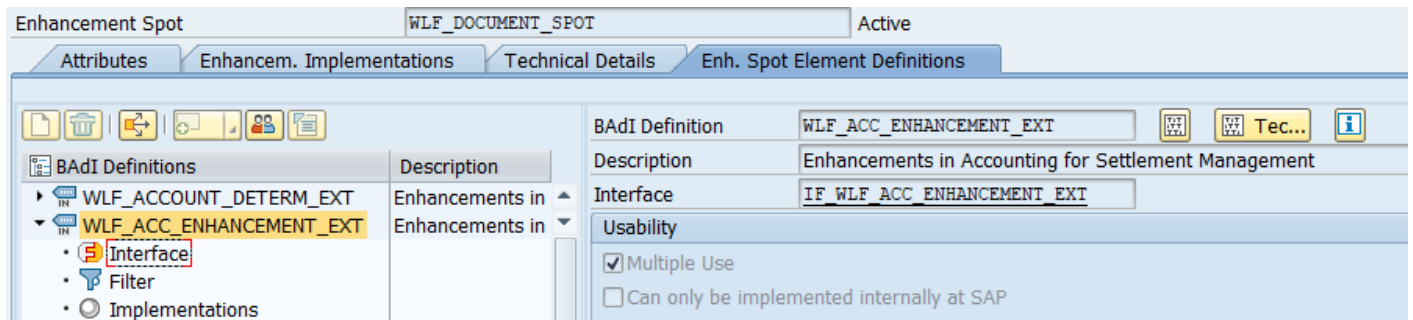 Enhancement Spot WLF_DOCUMENT_SPOT Active
Attributes Enhancem. Implementations Technical Details Enh. Spot Element Definitions
BAdI Definition WLF_ACC_ENHANCEMENT_EXT Tec...
BAdI Definitions Description
Description Enhancements in Accounting for Settlement Management
WLF_ACCOUNT_DETERM_EXT Enhancements in
Interface IF_WLF_ACC_ENHANCEMENT_EXT
WLF_ACC_ENHANCEMENT_EXT Enhancements in
Usability
Interface
Multiple Use
Filter
Can only be implemented internally at SAP
Implementations